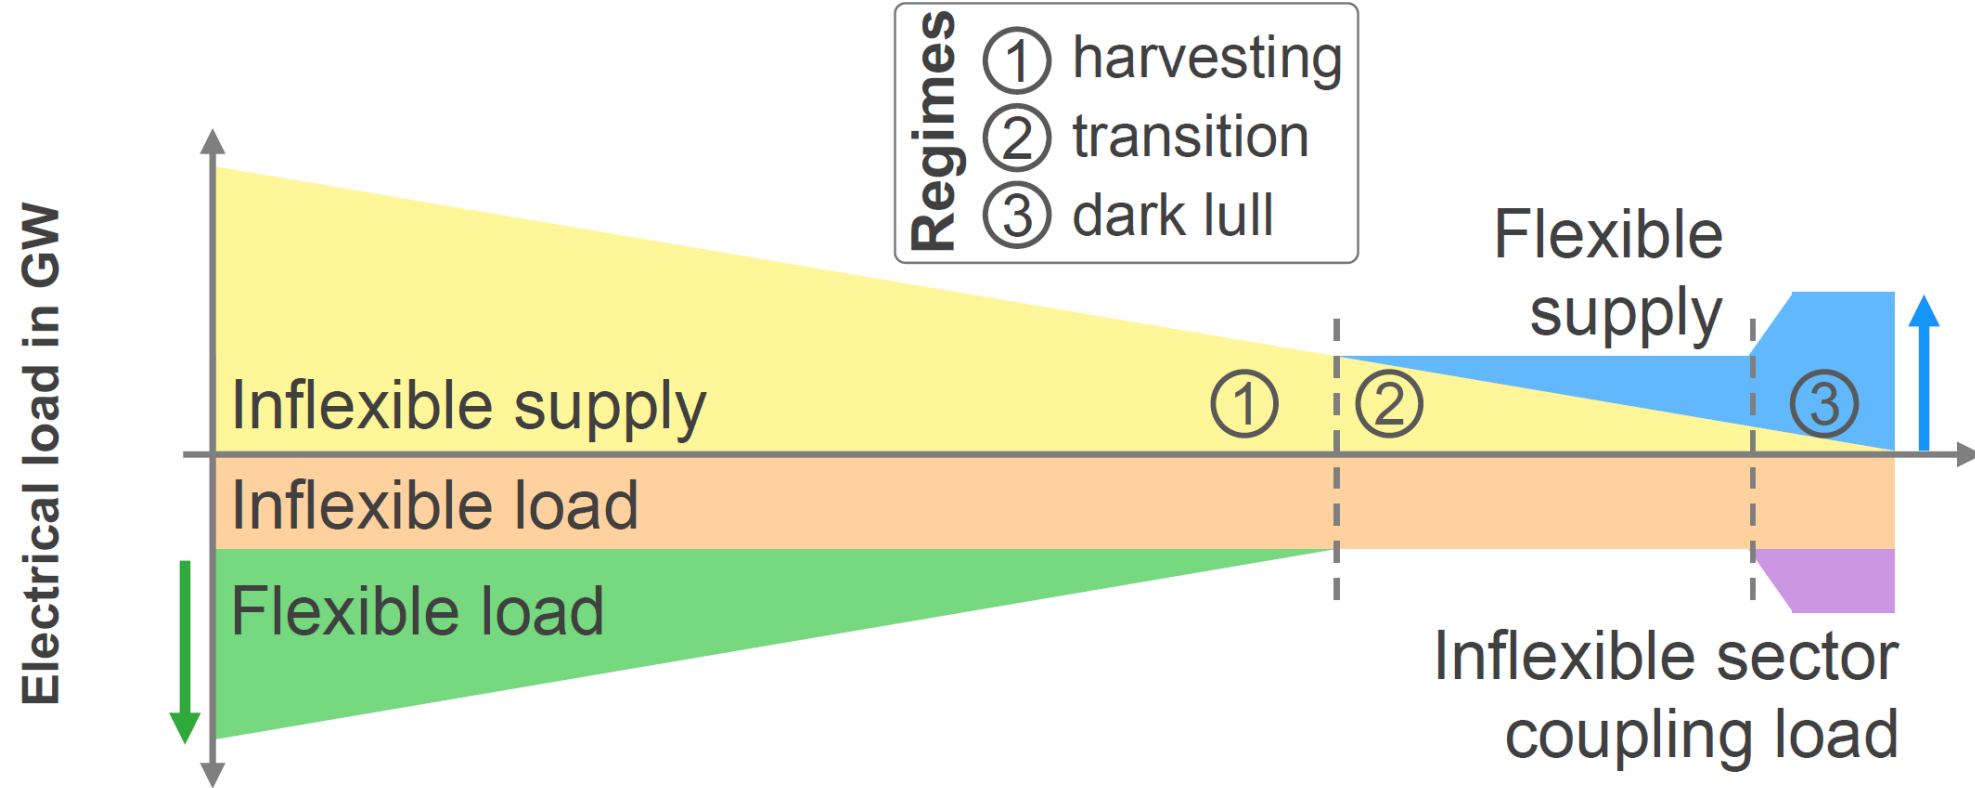 Regimes
① harvesting
② transition
③ dark lull
Electrical load in GW
Flexible
supply
Inflexible supply
① ② ③
Inflexible load
Flexible load
Inflexible sector
coupling load